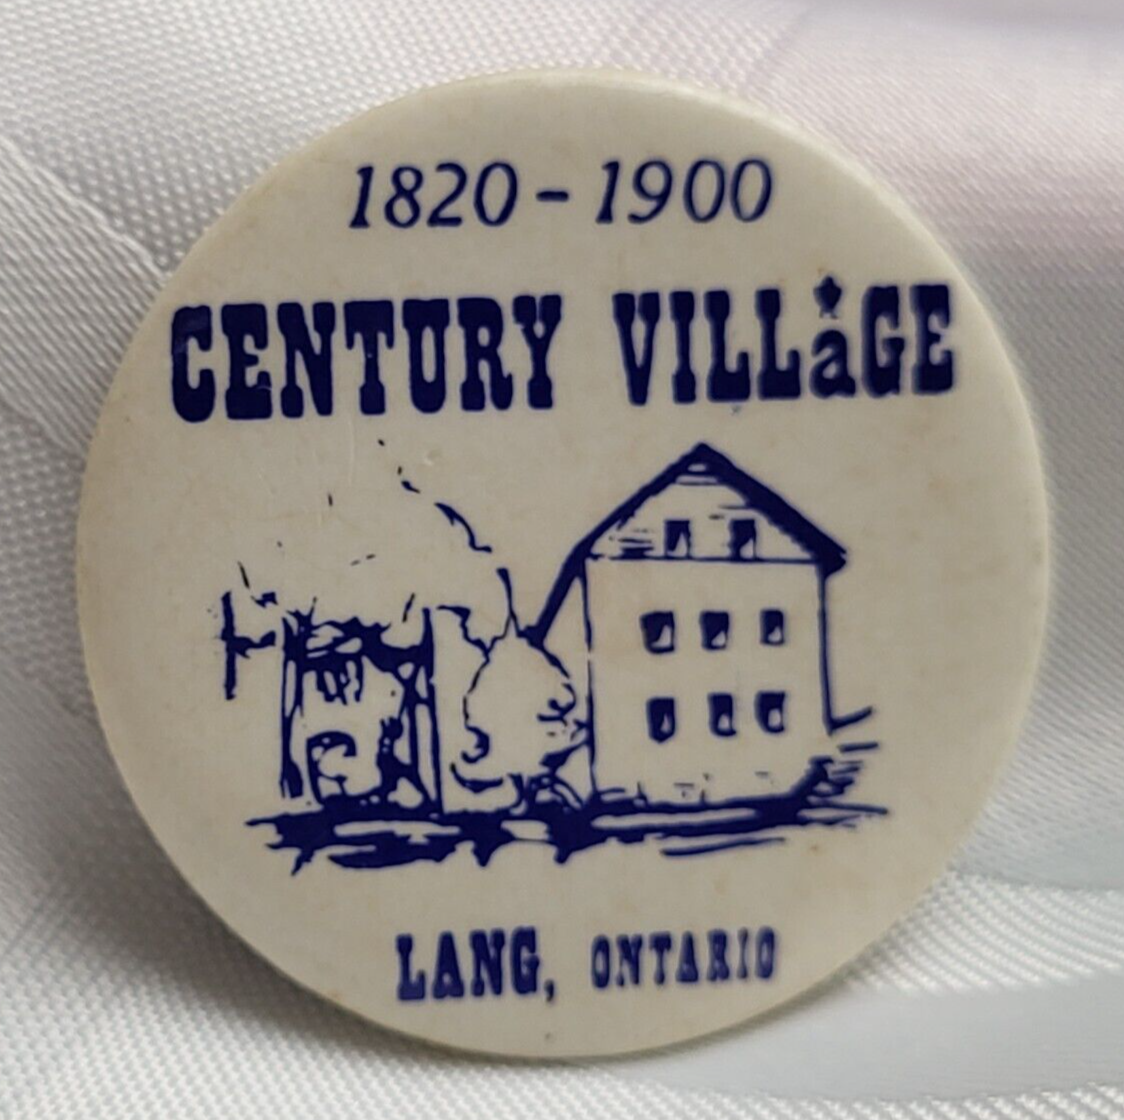 1820 - 1900
CENTURY VILLaGE
LANG, ONTARIO